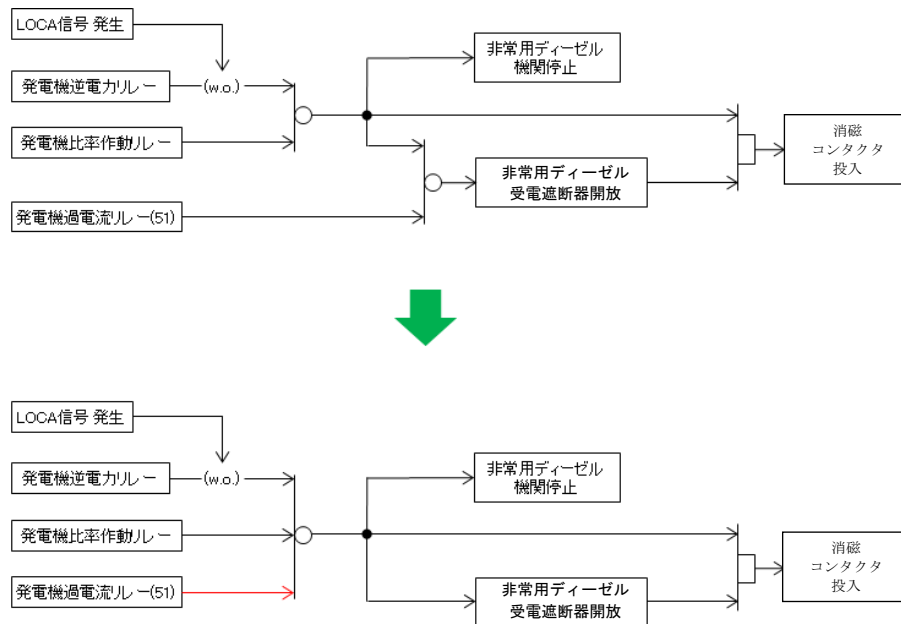 LOCA信号 発生
非常用ディーゼル
機関停止
発電機逆電力リレー
(w.o.)
発電機比率作動リレー
消磁
コンタクタ
投入
非常用ディーゼル
受電遮断器開放
発電機過電流リレー(51)
LOCA信号 発生
非常用ディーゼル
機関停止
発電機逆電力リレー
(w.o.)
発電機比率作動リレー
消磁
コンタクタ
投入
発電機過電流リレー(51)
非常用ディーゼル
受電遮断器開放